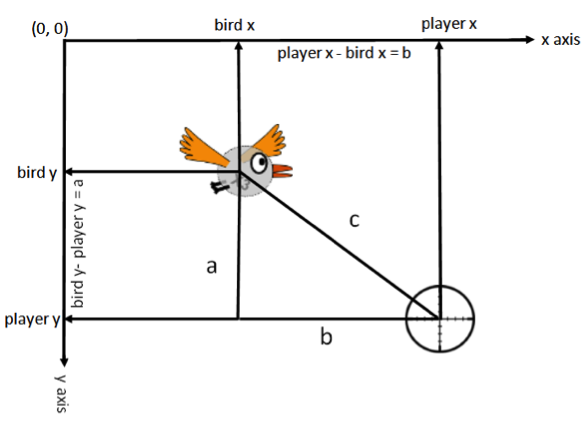 (0, 0)
bird x
player x
x axis
player x - bird x = b
bird y
bird y- player y = a
c
a
player y
b
y axis